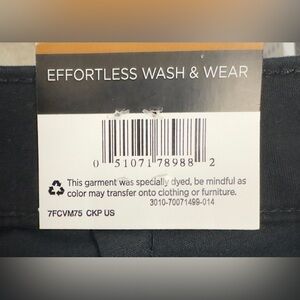 EFFORTLESS WASH & WEAR
0 51071 78988 2
This garment was specially dyed, be mindful as
color may transfer onto clothing or furniture.
3010-70071499-014
7FCVM75 CKP US